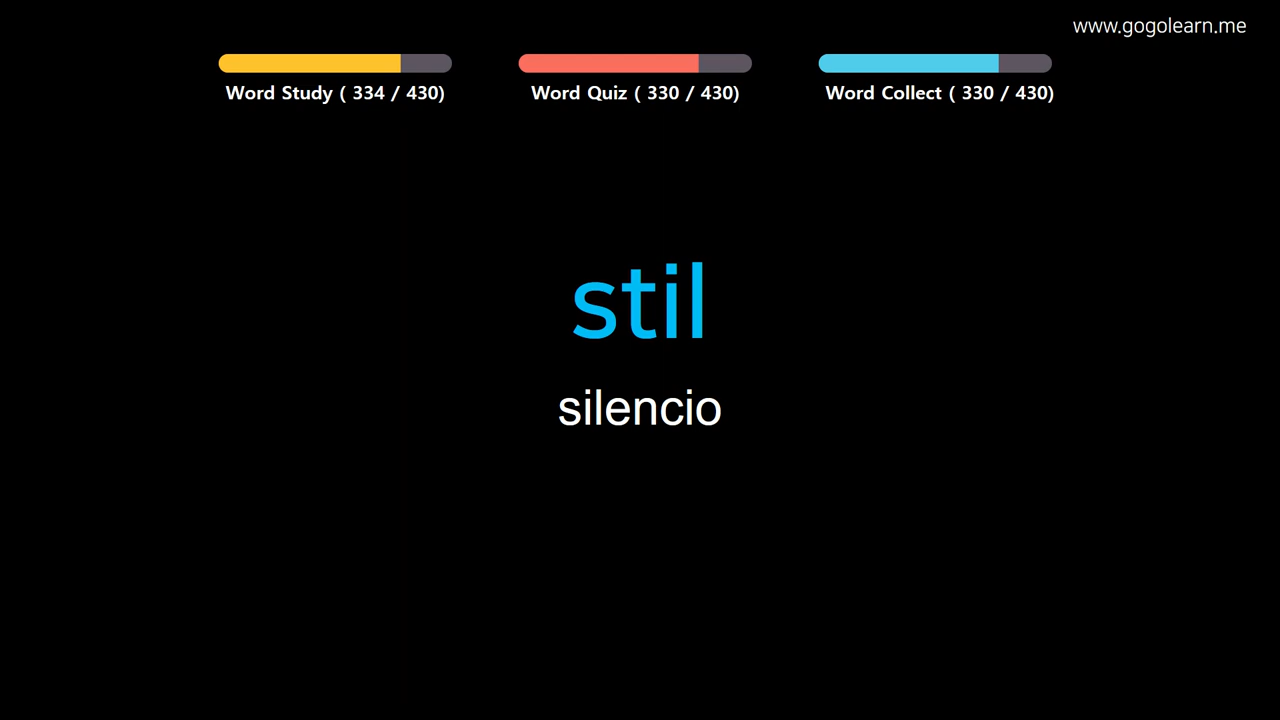 www.gogolearn.me
Word Study ( 334 / 430)
Word Quiz ( 330 / 430)
Word Collect ( 330 / 430)
stil
silencio